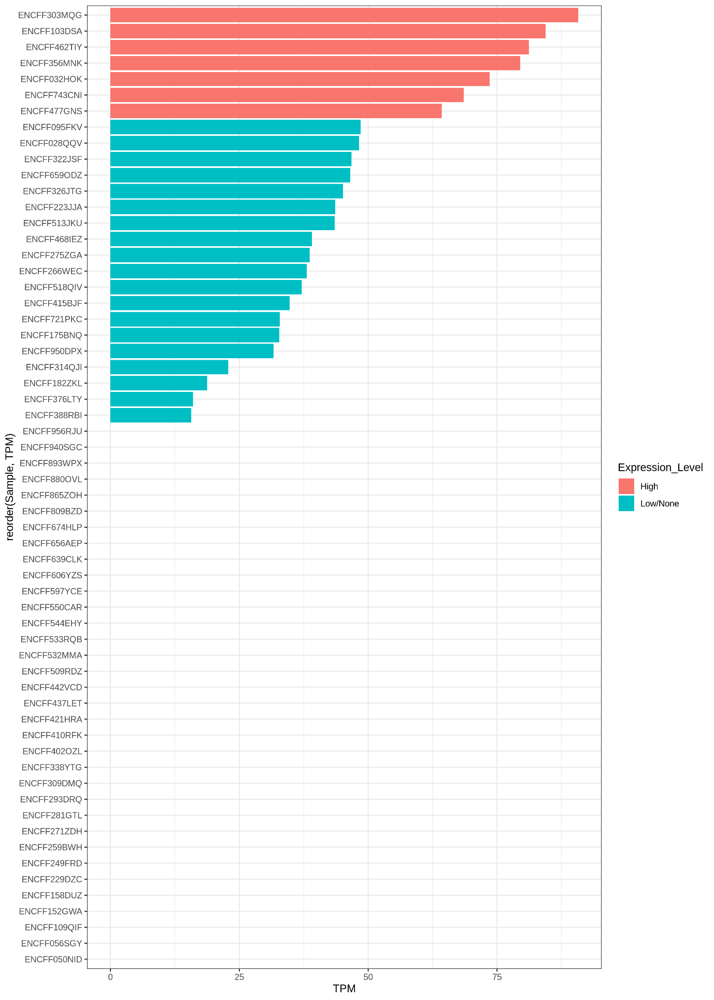 ENCFF303MQG
ENCFF103DSA
ENCFF462TIY
ENCFF356MNK
ENCFF032HOK
ENCFF743CNI
ENCFF477GNS
ENCFF095FKV
ENCFF028QQV
ENCFF322JSF
ENCFF659ODZ
ENCFF326JTG
ENCFF223JJA
ENCFF513JKU
ENCFF468IEZ
ENCFF275ZGA
ENCFF266WEC
ENCFF518QIV
ENCFF415BJF
ENCFF721PKC
ENCFF175BNQ
ENCFF950DPX
ENCFF314QJI
ENCFF182ZKL
ENCFF376LTY
ENCFF388RBI
ENCFF956RJU
ENCFF940SGC
ENCFF893WPX
ENCFF880OVL
ENCFF865ZOH
ENCFF809BZD
ENCFF674HLP
ENCFF656AEP
ENCFF639CLK
ENCFF606YZS
ENCFF597YCE
ENCFF550CAR
ENCFF544EHY
ENCFF533RQB
ENCFF532MMA
ENCFF509RDZ
ENCFF442VCD
ENCFF437LET
ENCFF421HRA
ENCFF410RFK
ENCFF402OZL
ENCFF338YTG
ENCFF309DMQ
ENCFF293DRQ
ENCFF281GTL
ENCFF271ZDH
ENCFF259BWH
ENCFF249FRD
ENCFF229DZC
ENCFF158DUZ
ENCFF152GWA
ENCFF109QIF
ENCFF056SGY
ENCFF050NID
reorder(Sample, TPM)
0 25 50 75
TPM
Expression_Level
High
Low/None